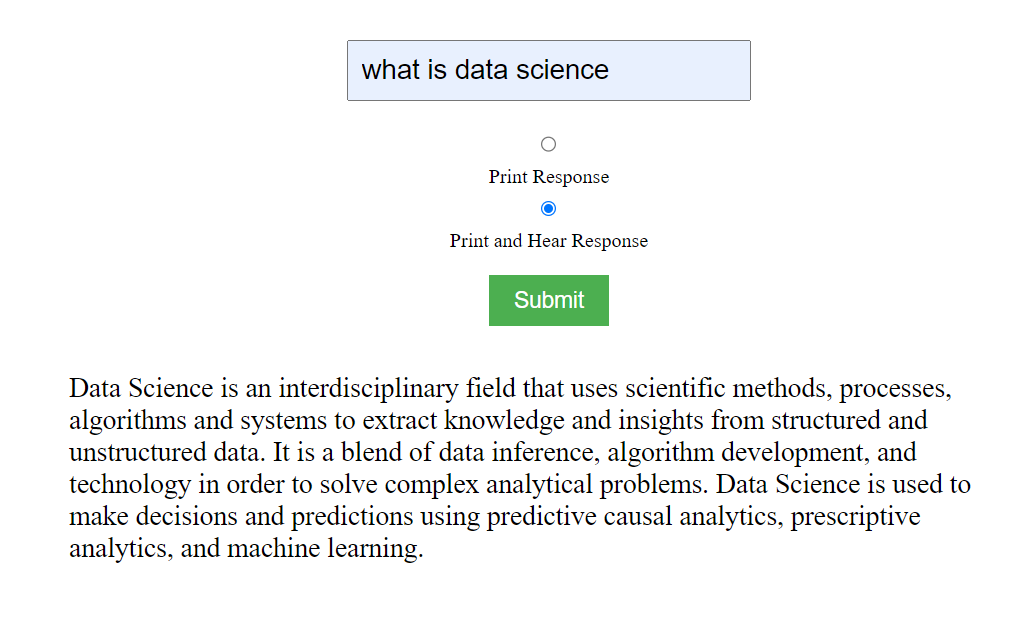 what is data science
Print Response
Print and Hear Response
Submit
Data Science is an interdisciplinary field that uses scientific methods, processes,
algorithms and systems to extract knowledge and insights from structured and
unstructured data. It is a blend of data inference, algorithm development, and
technology in order to solve complex analytical problems. Data Science is used to
make decisions and predictions using predictive causal analytics, prescriptive
analytics, and machine learning.